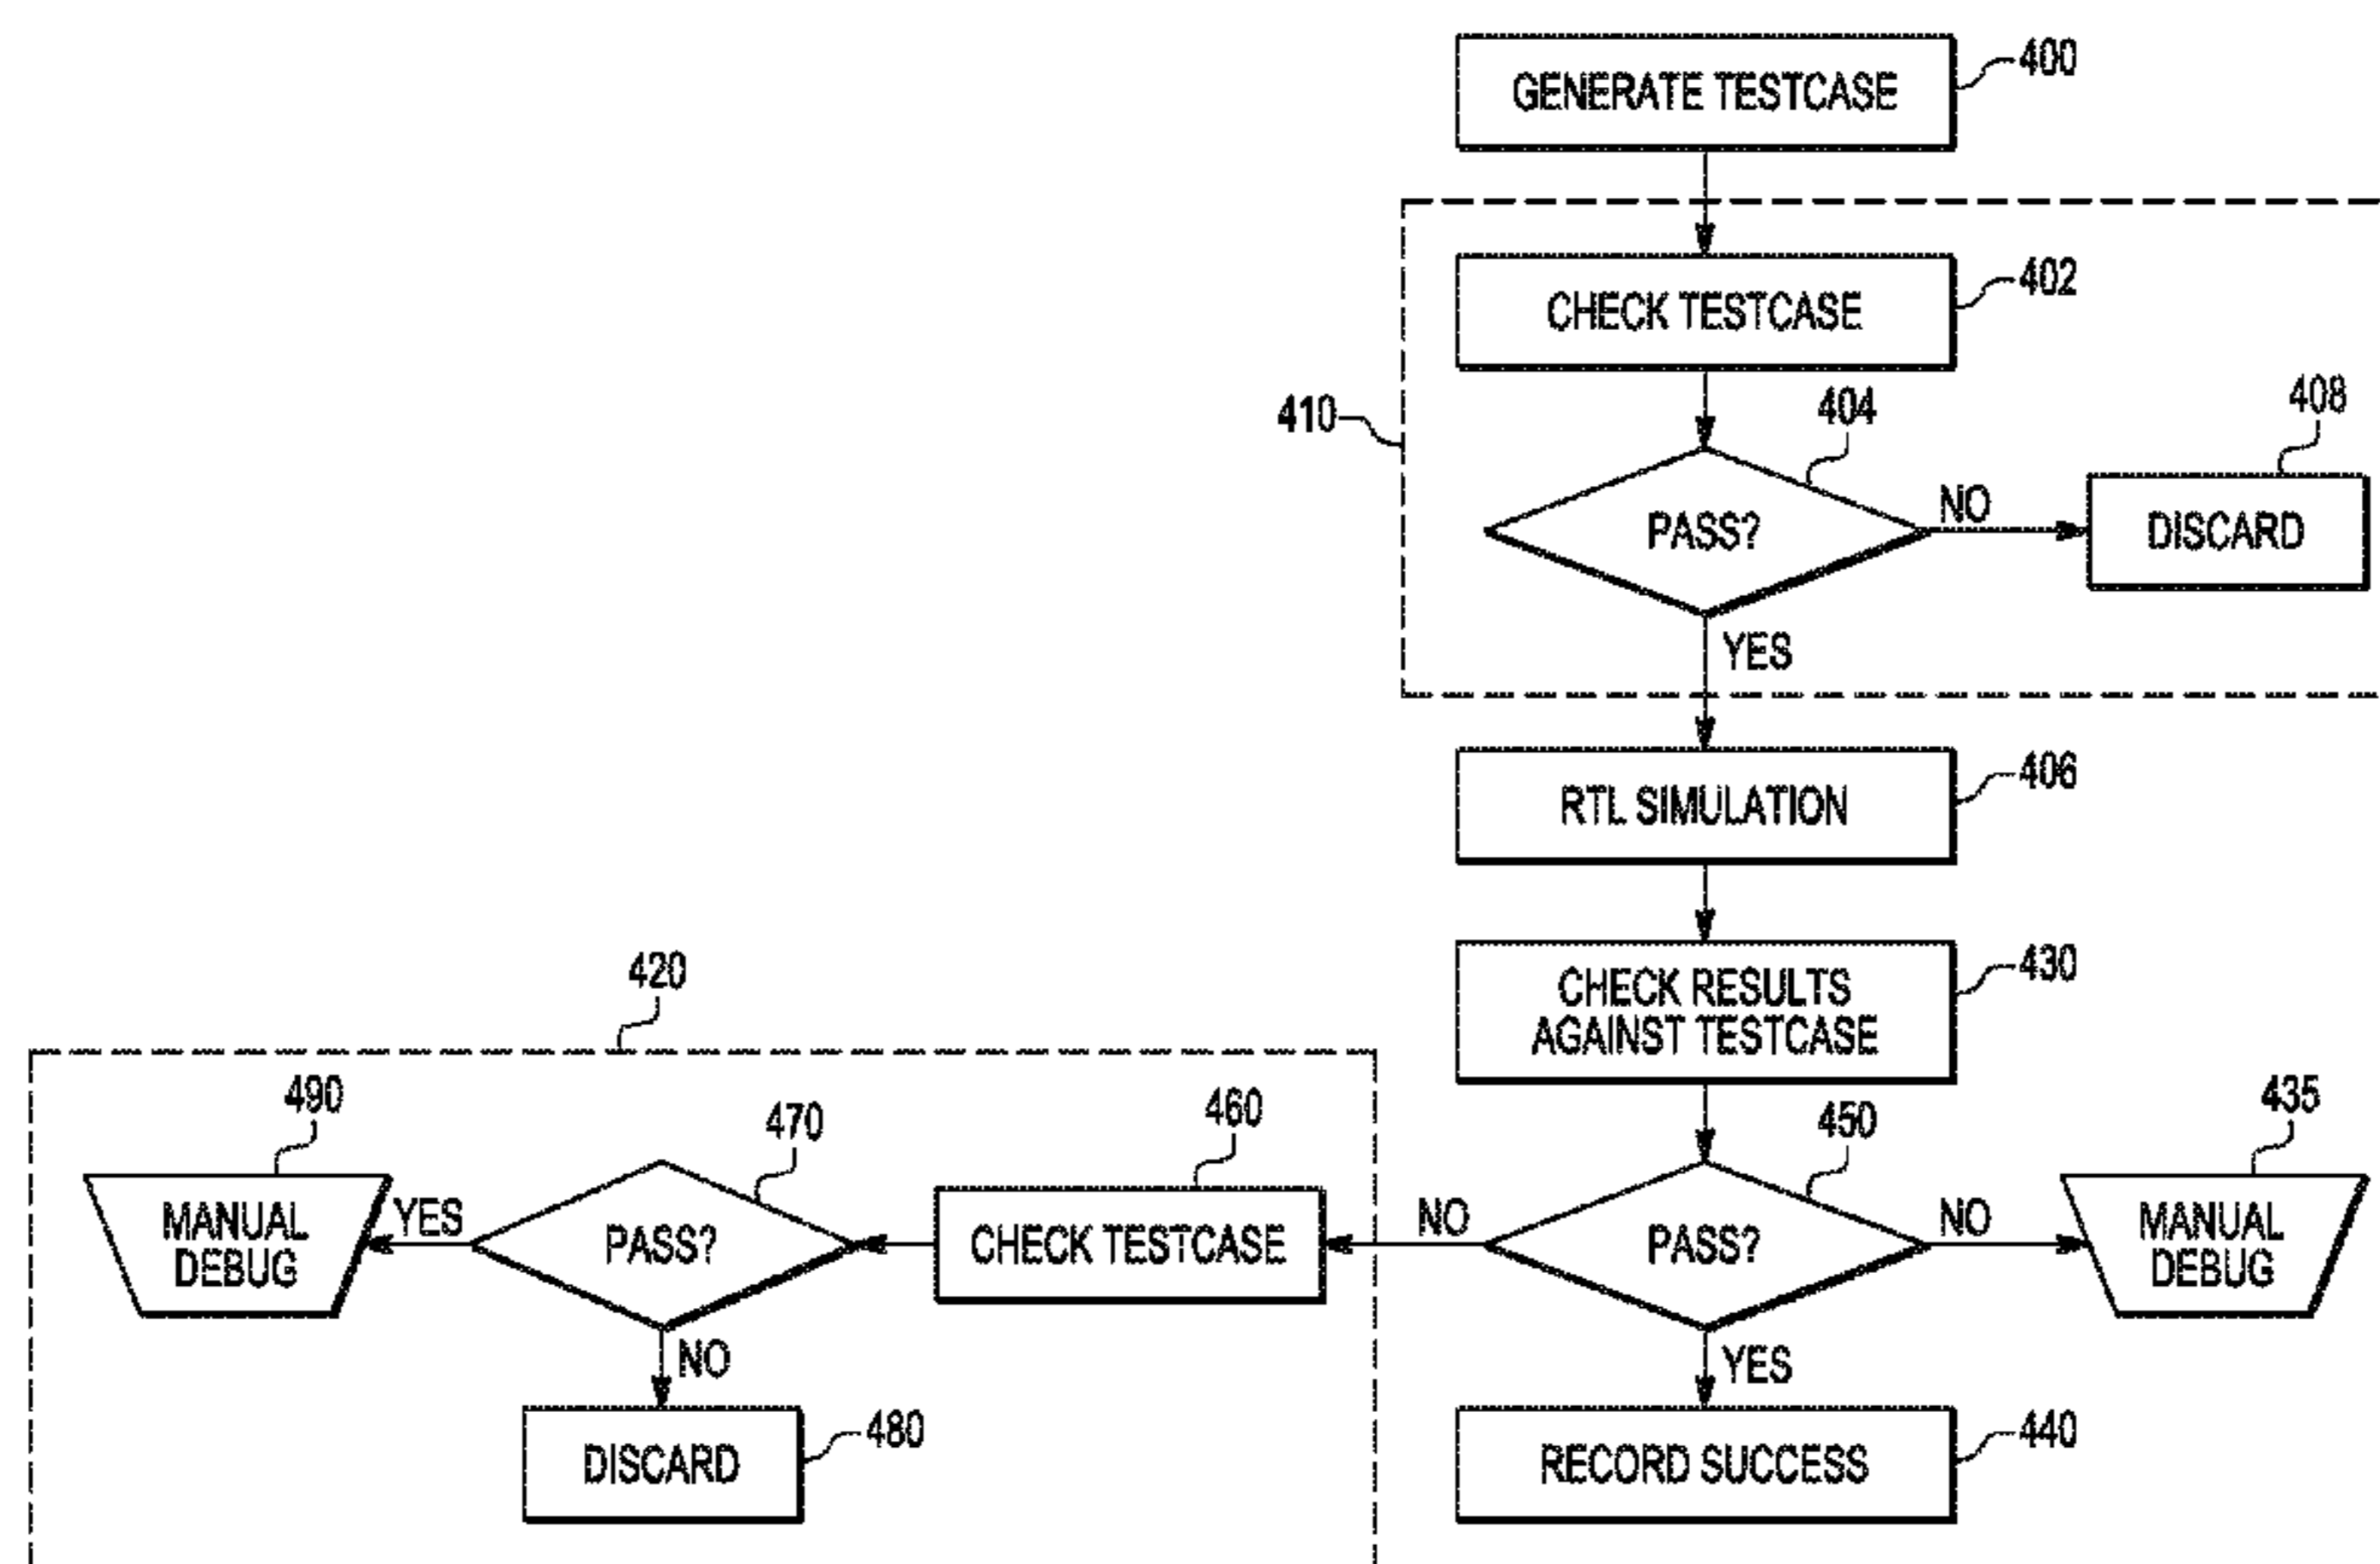 GENERATE TESTCASE
400
CHECK TESTCASE
402
410
404
408
PASS?
NO
DISCARD
YES
RTL SIMULATION
406
CHECK RESULTS
AGAINST TESTCASE
430
420
490
470
460
450
435
MANUAL
DEBUG
YES
PASS?
CHECK TESTCASE
NO
PASS?
NO
MANUAL
DEBUG
NO
YES
DISCARD
480
RECORD SUCCESS
440